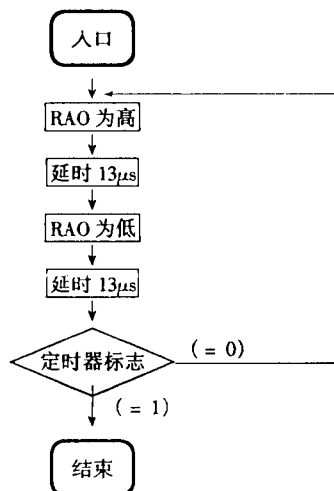 入口
RAO 为高
延时 13μs
RAO 为低
延时 13μs
定时器标志
( = 0)
( = 1)
结束